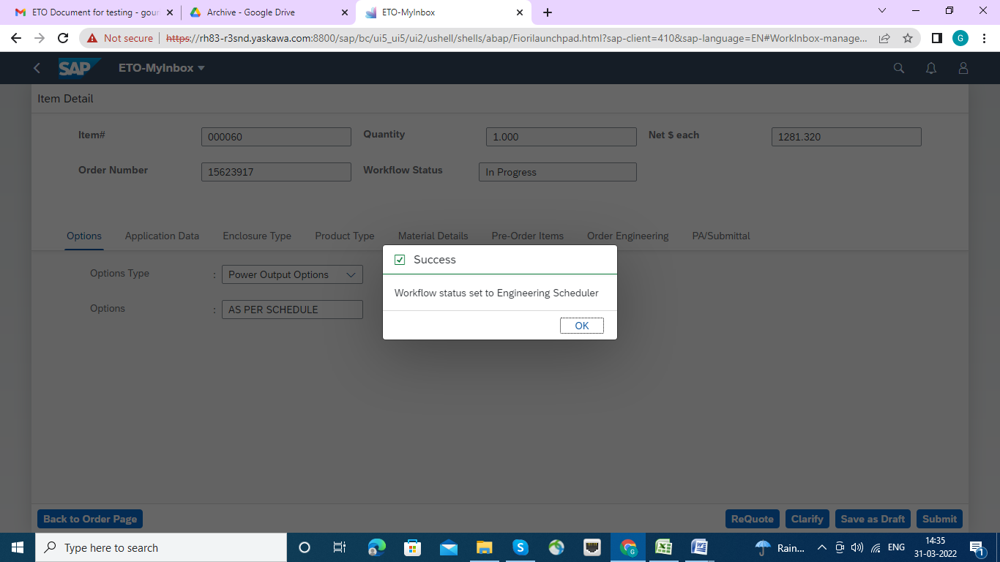 ETO Document for testing - gour
Archive - Google Drive
ETO-MyInbox
Not secure
https://rh83-r3snd.yaskawa.com:8800/sap/bc/ui5_ui5/ui2/ushell/shells/abap/Fiorilaunchpad.html?sap-client=410&sap-language=EN#WorkInbox-manage...
G
SAP
ETO-MyInbox
Item Detail
Item#
000060
Quantity
1.000
Net $ each
1281.320
Order Number
15623917
Workflow Status
In Progress
Options
Application Data
Enclosure Type
Product Type
Material Details
Pre-Order Items
Order Engineering
PA/Submittal
Success
Options Type
:
Power Output Options
Workflow status set to Engineering Scheduler
Options
:
AS PER SCHEDULE
OK
Back to Order Page
ReQuote
Clarify
Save as Draft
Submit
Type here to search
Rain...
ENG
14:35
31-03-2022
1